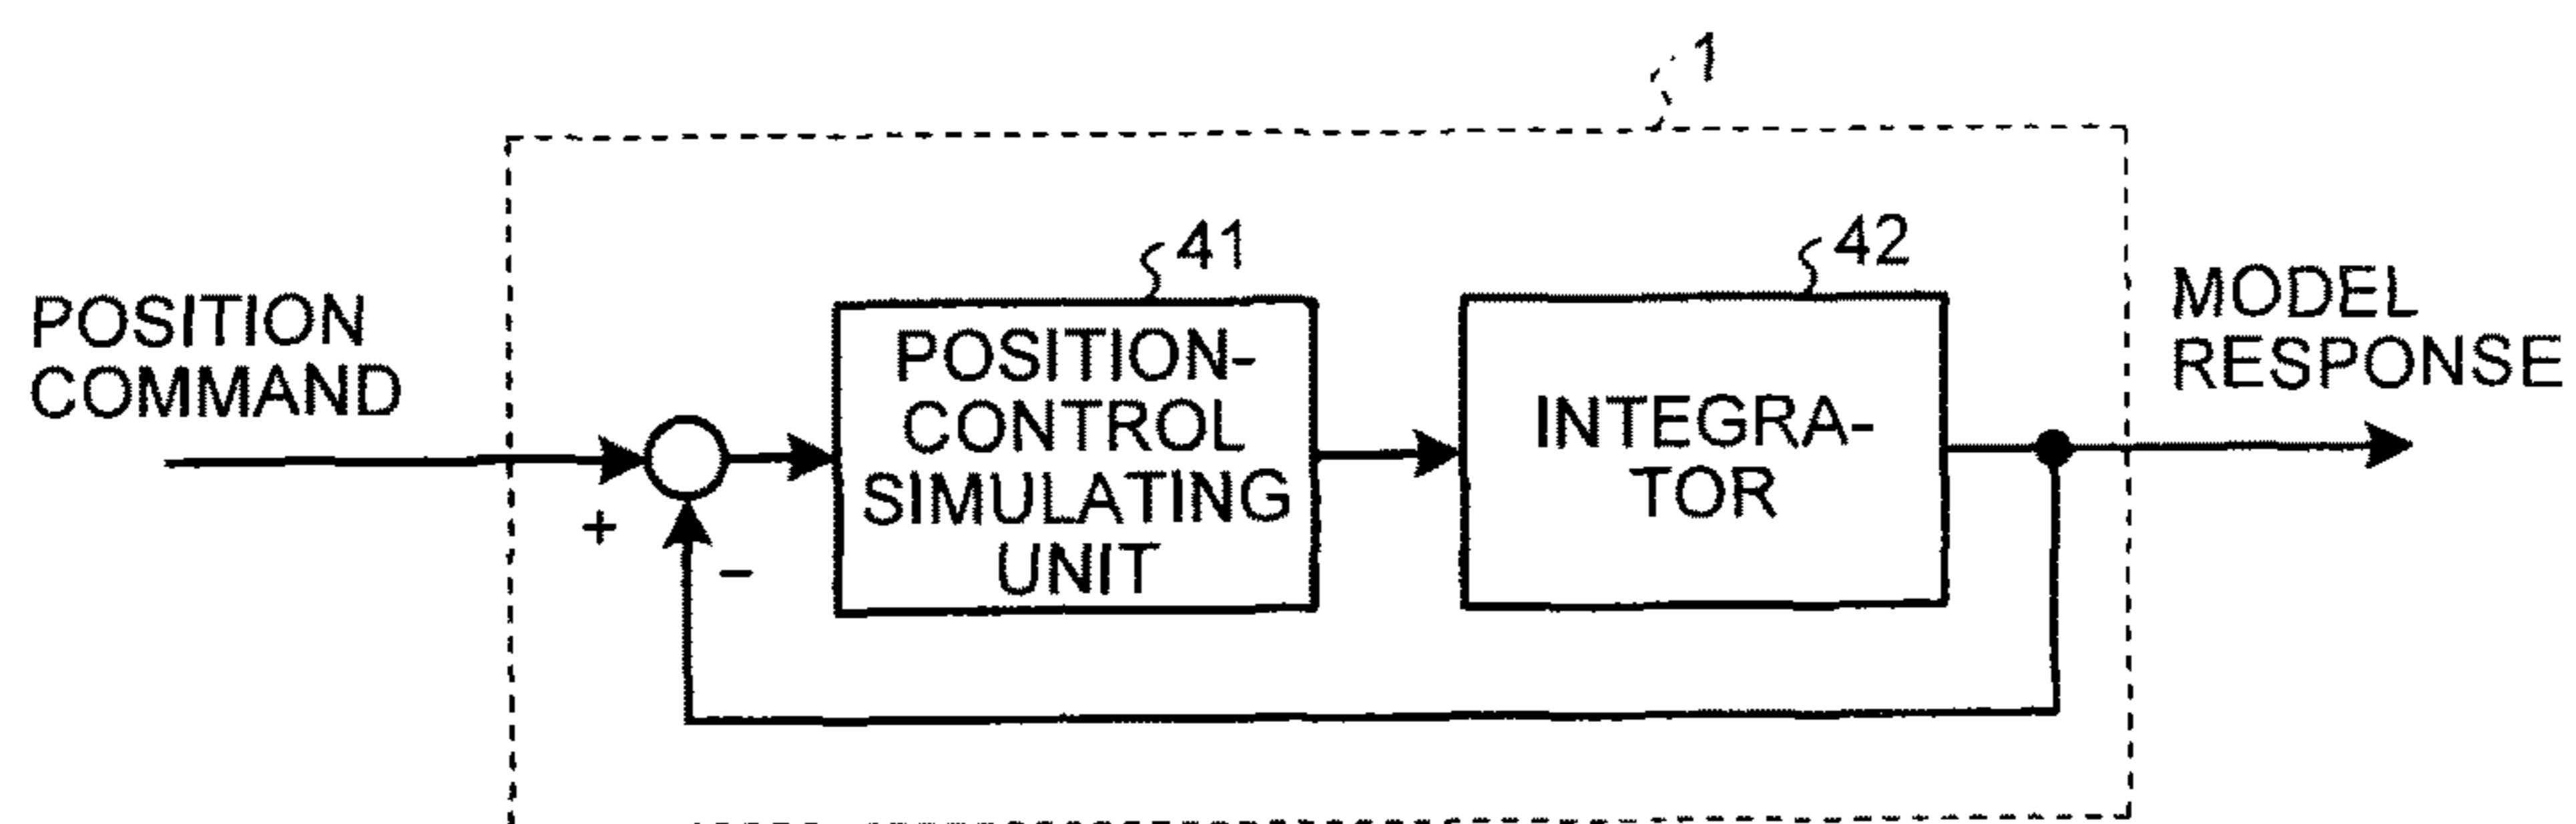 1
POSITION
COMMAND
41
POSITION-
CONTROL
SIMULATING
UNIT
42
INTEGRA-
TOR
MODEL
RESPONSE
+
−